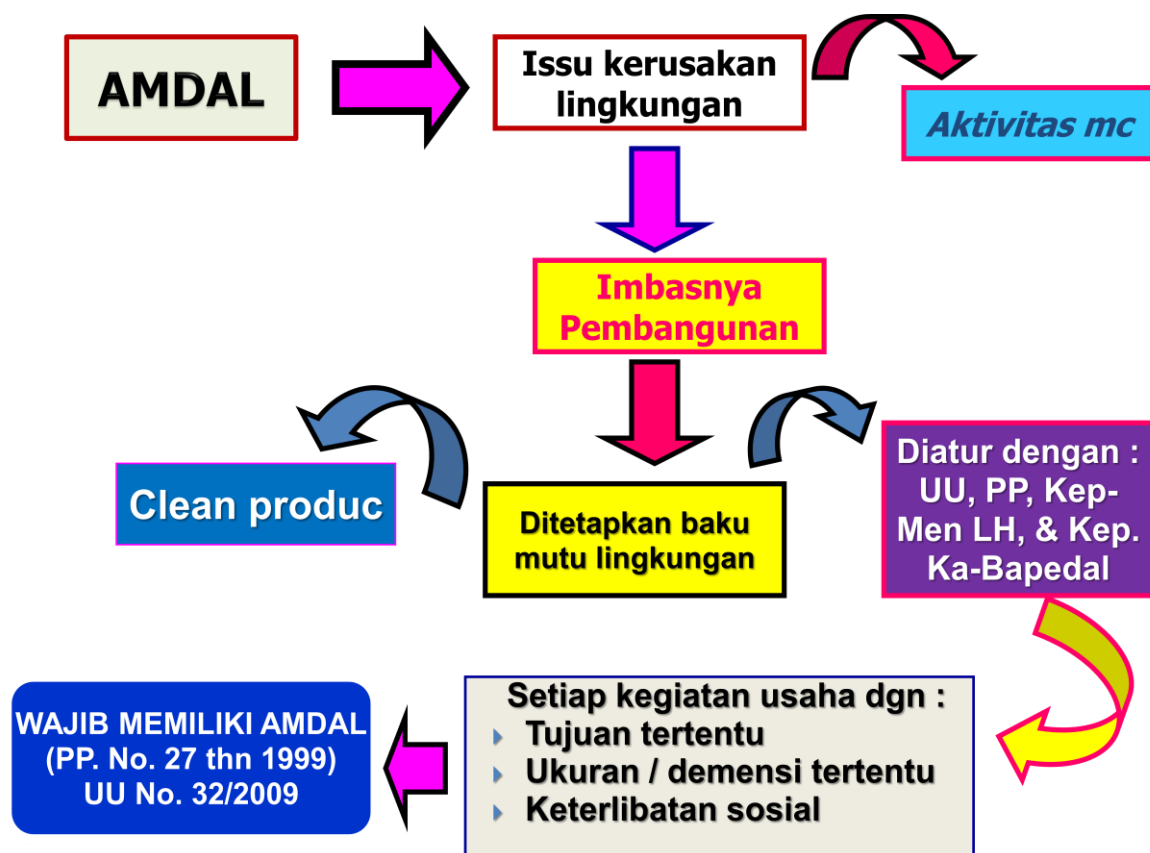 AMDAL
Issu kerusakan
lingkungan
Aktivitas mc
Imbasnya
Pembangunan
Clean produc
Ditetapkan baku
mutu lingkungan
Diatur dengan :
UU, PP, Kep-
Men LH, & Kep.
Ka-Bapedal
Setiap kegiatan usaha dgn :
Tujuan tertentu
Ukuran / demensi tertentu
Keterlibatan sosial
WAJIB MEMILIKI AMDAL
(PP. No. 27 thn 1999)
UU No. 32/2009